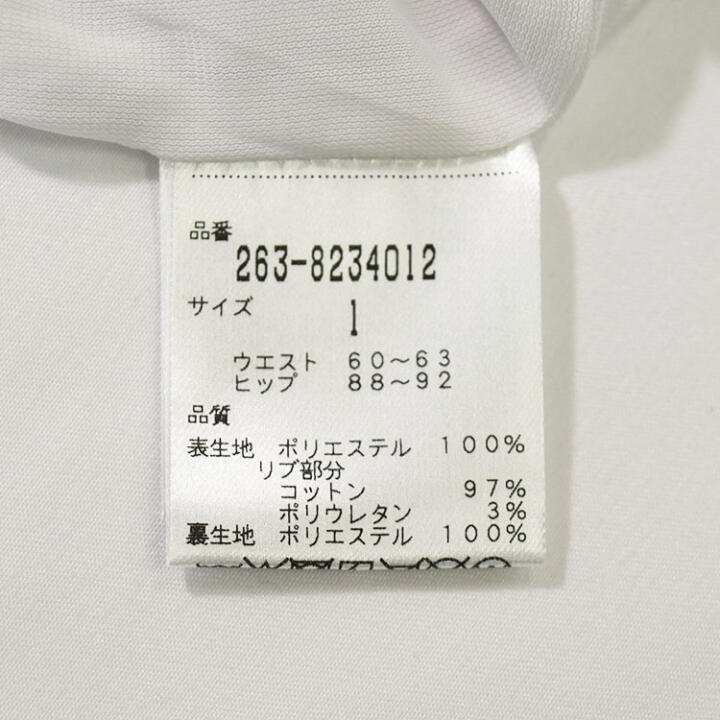 品番
263-8234012
サイズ
1
ウエスト 60～63
ヒップ 88～92
品質
表生地 ポリエステル 100%
リブ部分
コットン 97%
ポリウレタン 3%
裏生地 ポリエステル 100%